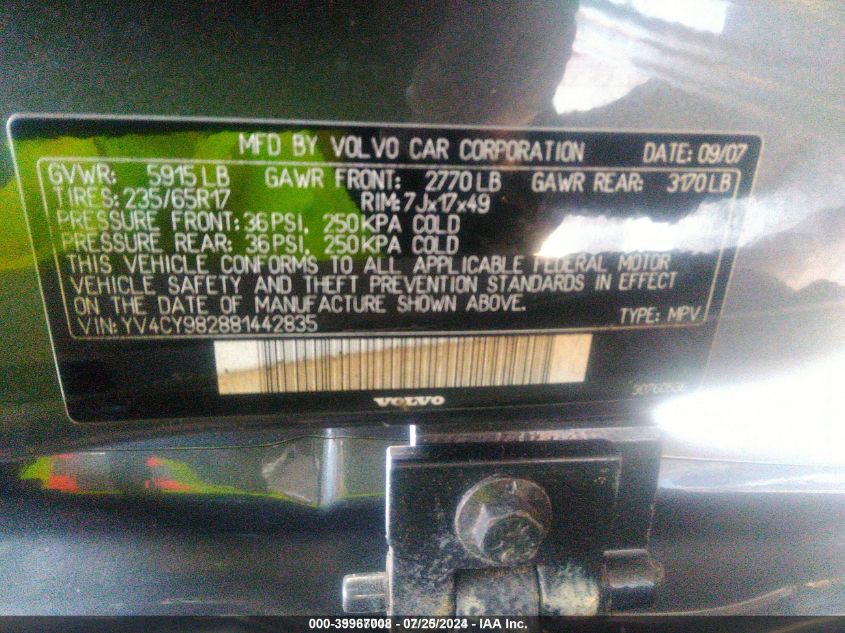 MFD BY VOLVO CAR CORPORATION DATE: 09/07
GVWR: 5915 LB GAWR FRONT: 2770 LB GAWR REAR: 3170 LB
TIRES: 235/65R17 RIM: 7Jx17x49
PRESSURE FRONT: 36 PSI, 250 KPA COLD
PRESSURE REAR: 36 PSI, 250 KPA COLD
THIS VEHICLE CONFORMS TO ALL APPLICABLE FEDERAL MOTOR
VEHICLE SAFETY AND THEFT PREVENTION STANDARDS IN EFFECT
ON THE DATE OF MANUFACTURE SHOWN ABOVE.
VIN: YV4CY982881442835 TYPE: MPV
VOLVO
000-39967008 - 07/26/2024 - IAA Inc.